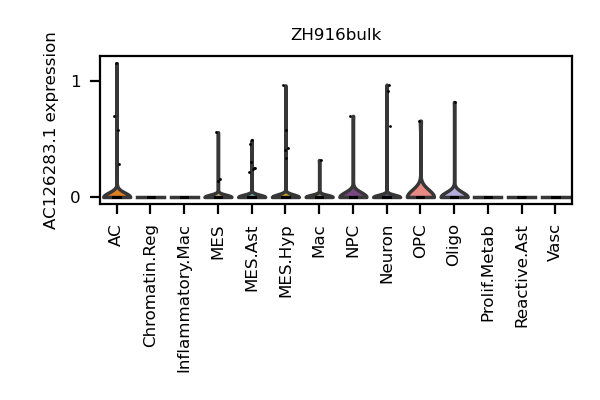 ZH916bulk
AC126283.1 expression
1
0
AC
Chromatin.Reg
Inflammatory.Mac
MES
MES.Ast
MES.Hyp
Mac
NPC
Neuron
OPC
Oligo
Prolif.Metab
Reactive.Ast
Vasc